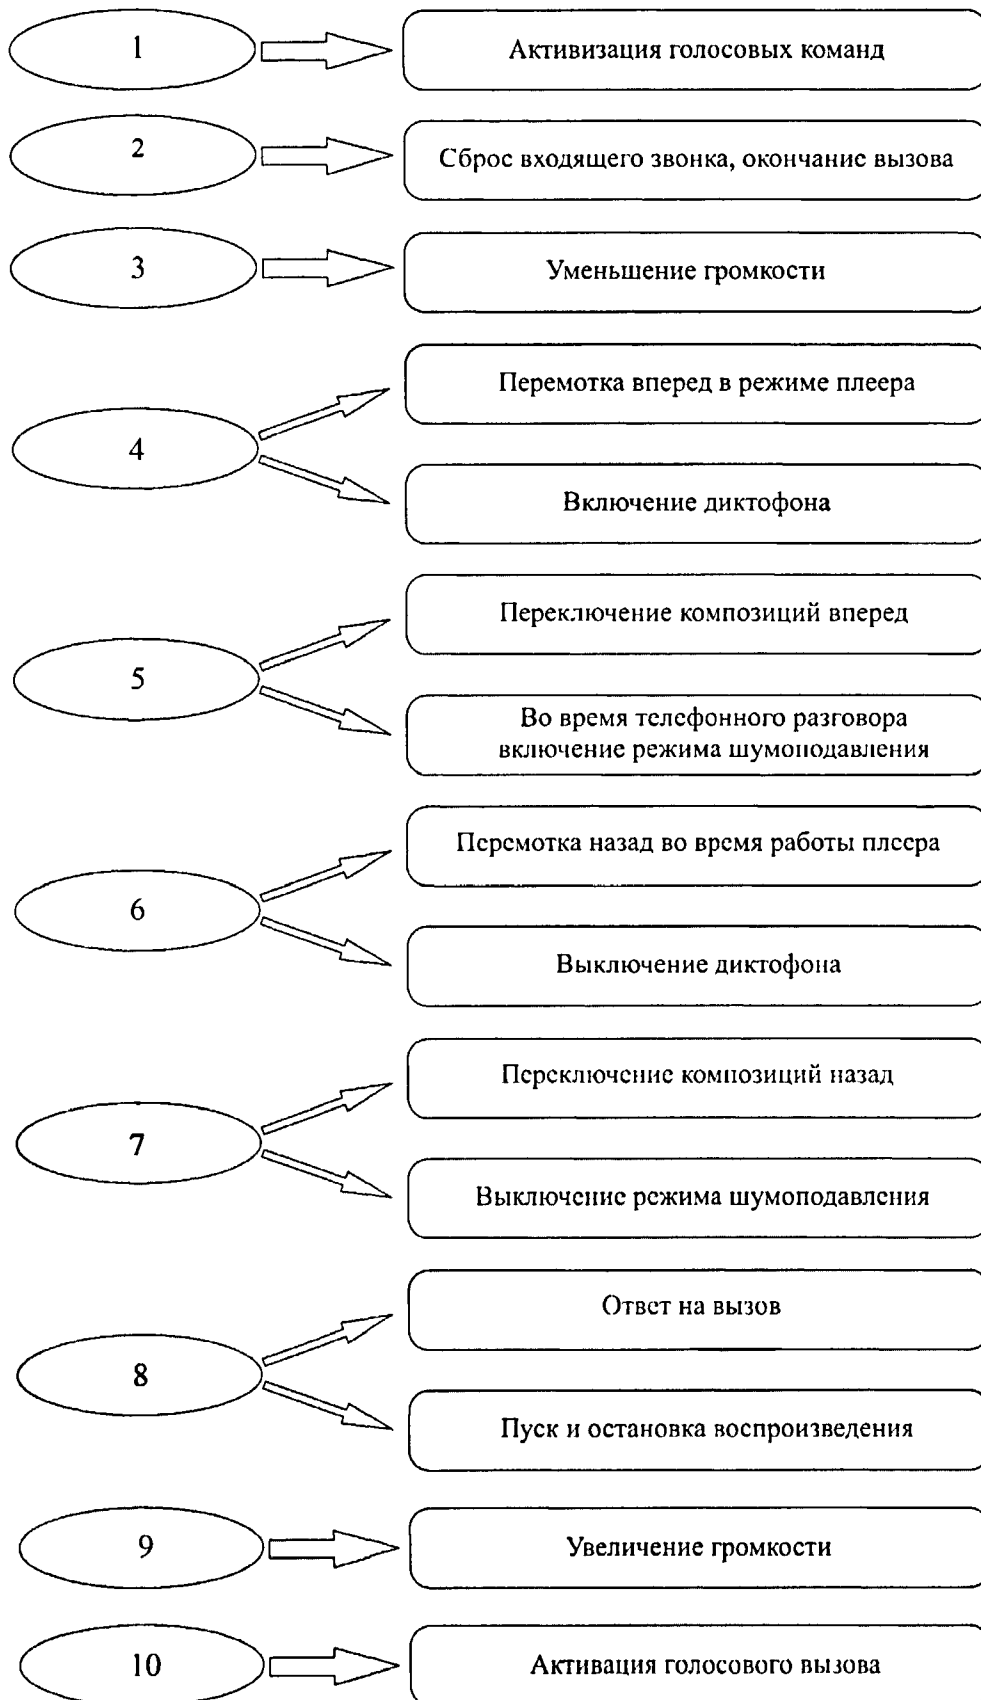 1
Активизация голосовых команд
2
Сброс входящего звонка, окончание вызова
3
Уменьшение громкости
4
Перемотка вперед в режиме плеера
Включение диктофона
5
Переключение композиций вперед
Во время телефонного разговора
включение режима шумоподавления
6
Перемотка назад во время работы плеера
Выключение диктофона
7
Переключение композиций назад
Выключение режима шумоподавления
8
Ответ на вызов
Пуск и остановка воспроизведения
9
Увеличение громкости
10
Активация голосового вызова